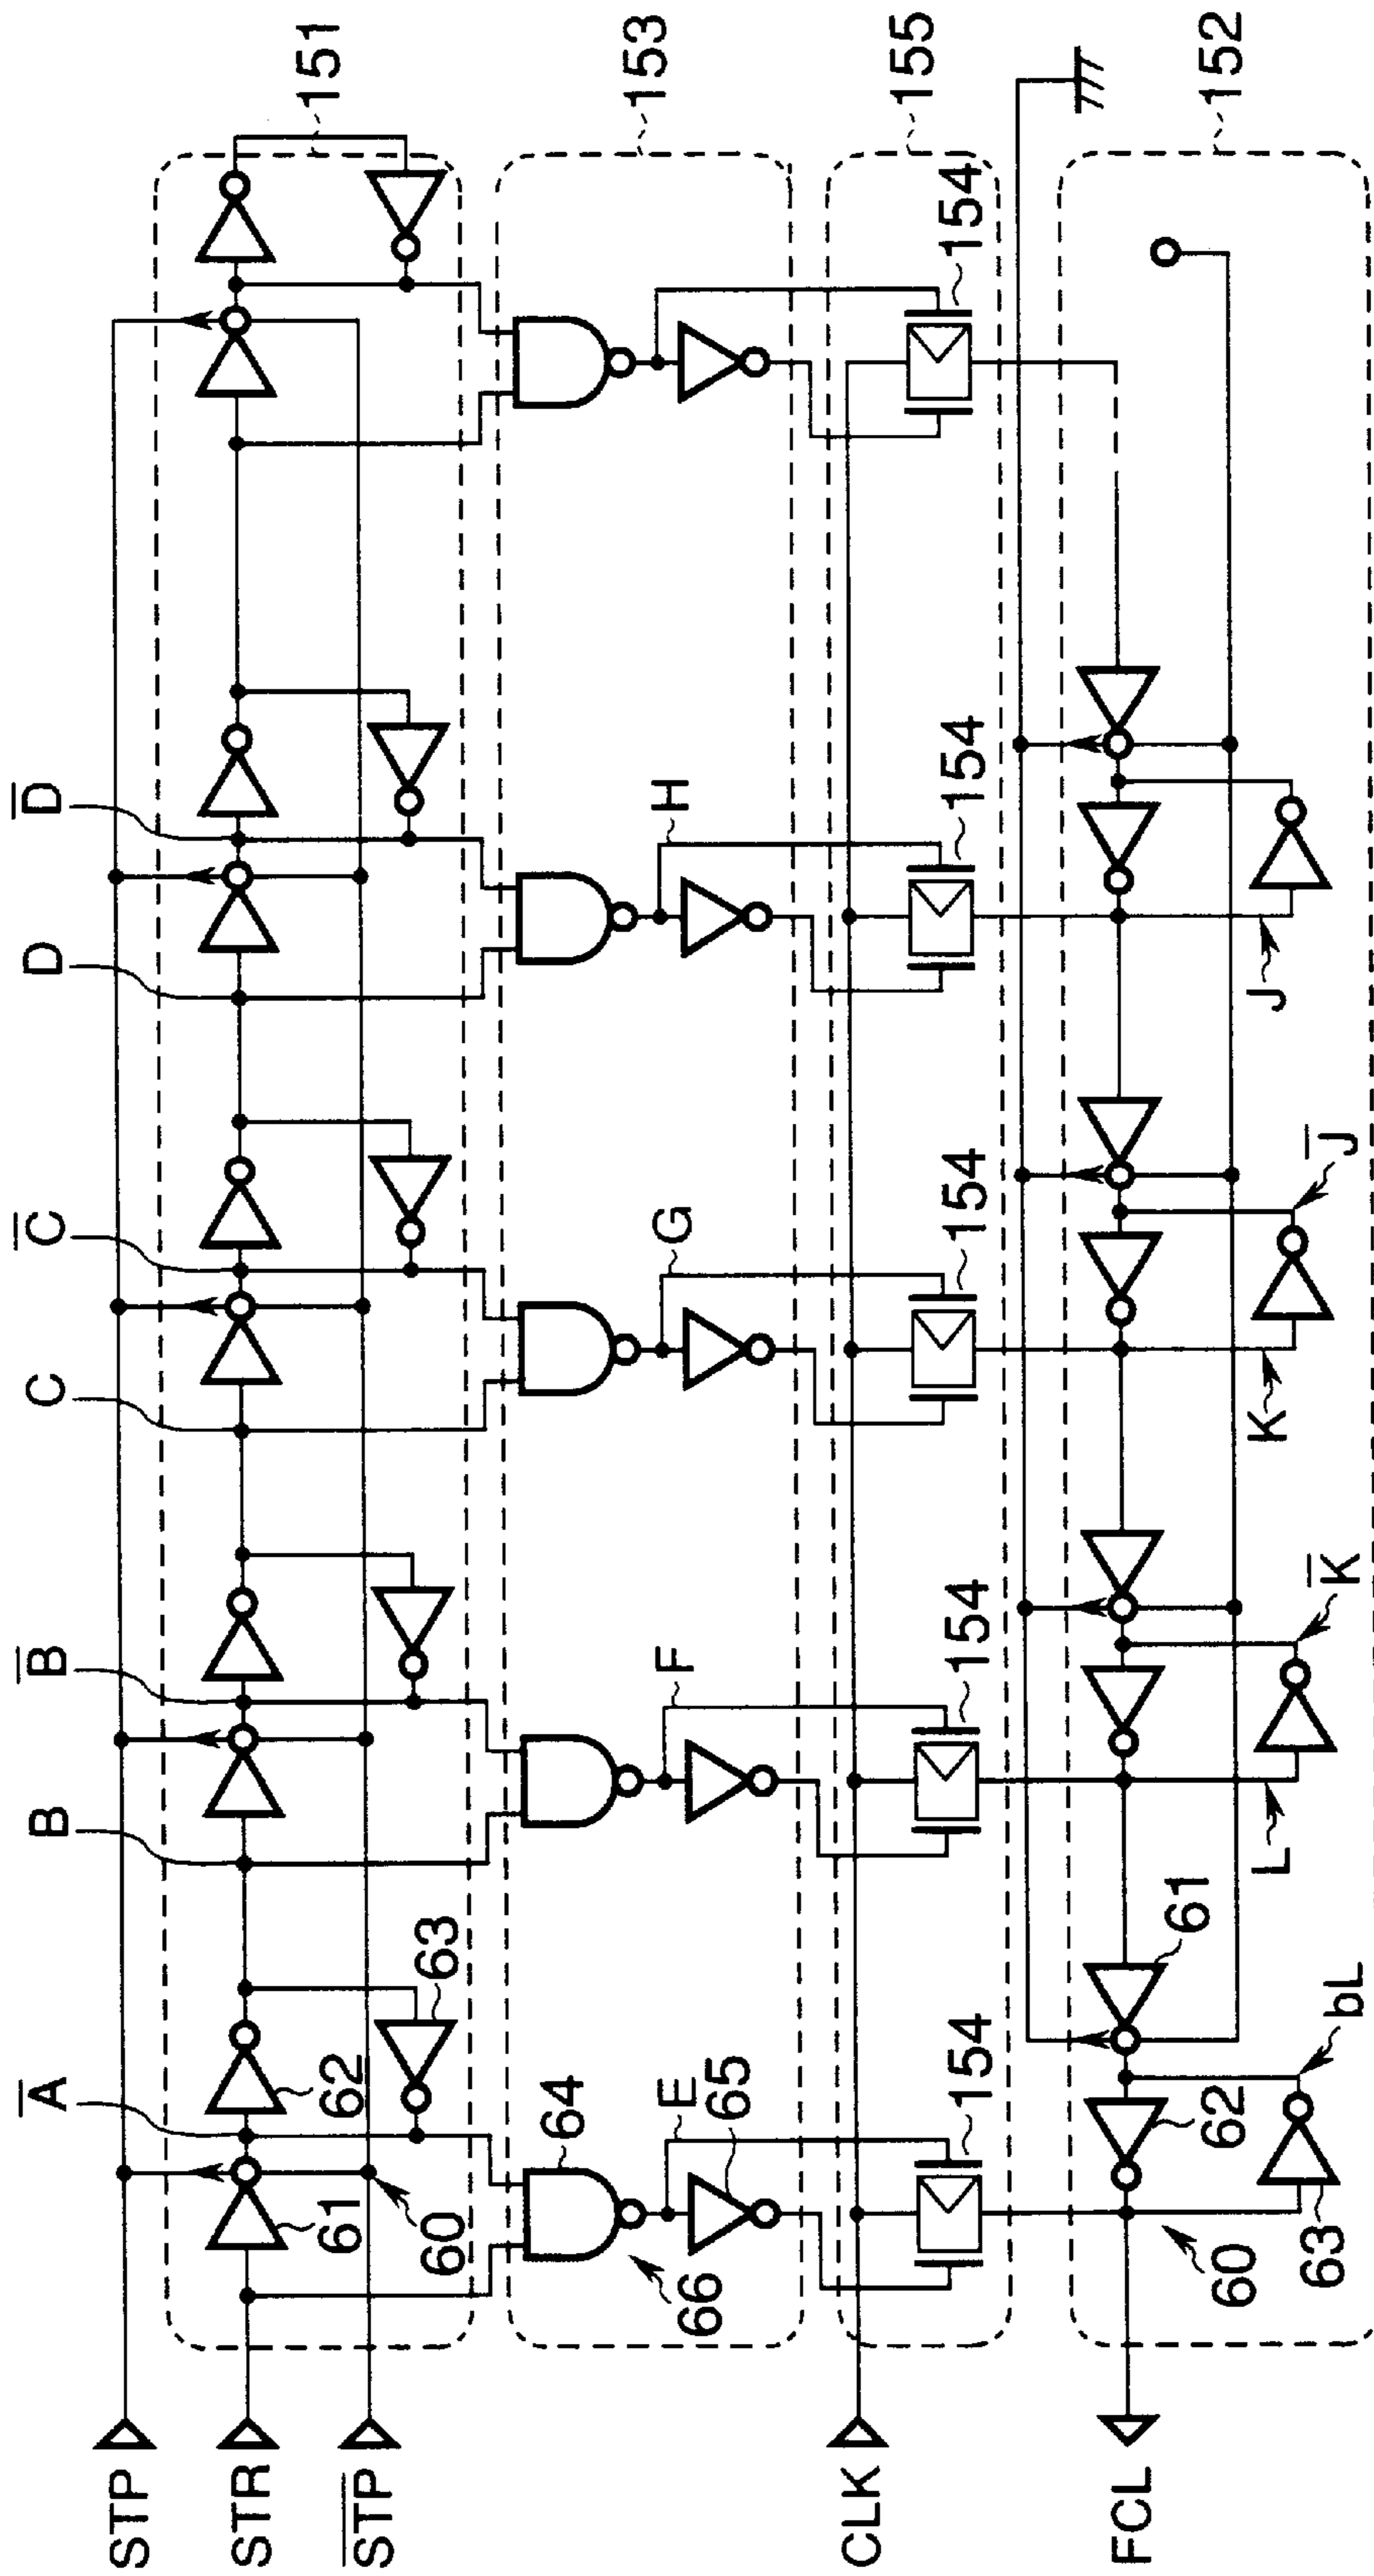 151
153
155
152
D̅
D
C̅
C
B̅
B
A̅
63
62
61
60
H
G
F
E
64
65
66
154
154
154
154
154
J
J̅
K
K̅
L
61
bL
62
60
63
STP
STR
S̅T̅P̅
CLK
FCL